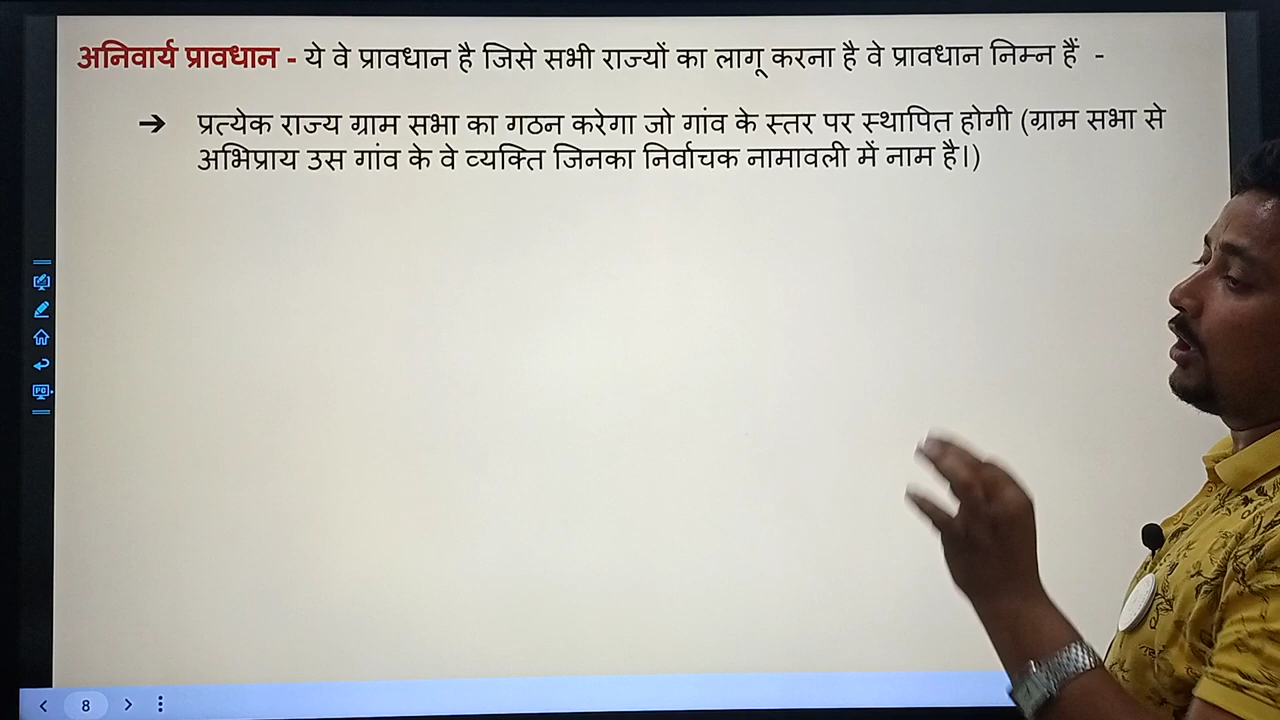 अनिवार्य प्रावधान - ये वे प्रावधान है जिसे सभी राज्यों का लागू करना है वे प्रावधान निम्न हैं -
➔ प्रत्येक राज्य ग्राम सभा का गठन करेगा जो गांव के स्तर पर स्थापित होगी (ग्राम सभा से
अभिप्राय उस गांव के वे व्यक्ति जिनका निर्वाचक नामावली में नाम है।)
PC
8